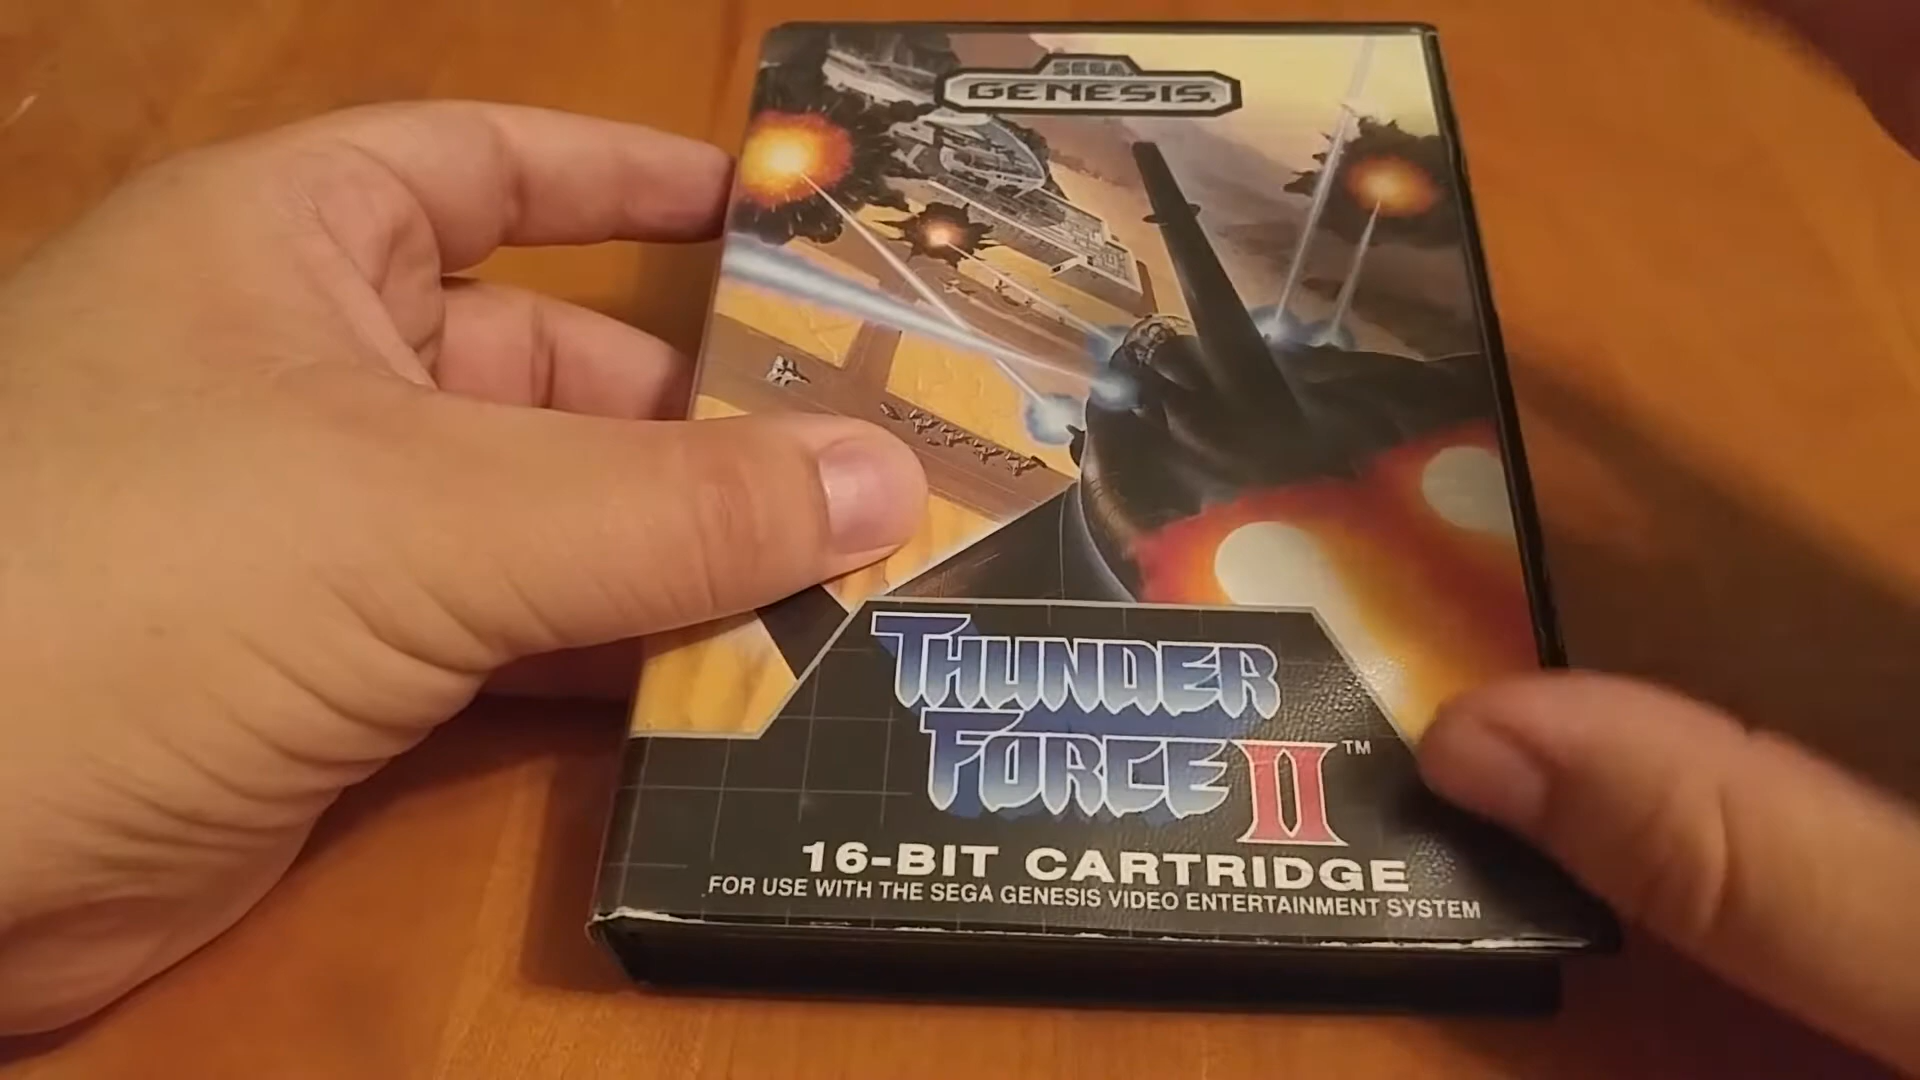 SEGA
GENESIS
THUNDER
FORCE II™
16-BIT CARTRIDGE
FOR USE WITH THE SEGA GENESIS VIDEO ENTERTAINMENT SYSTEM